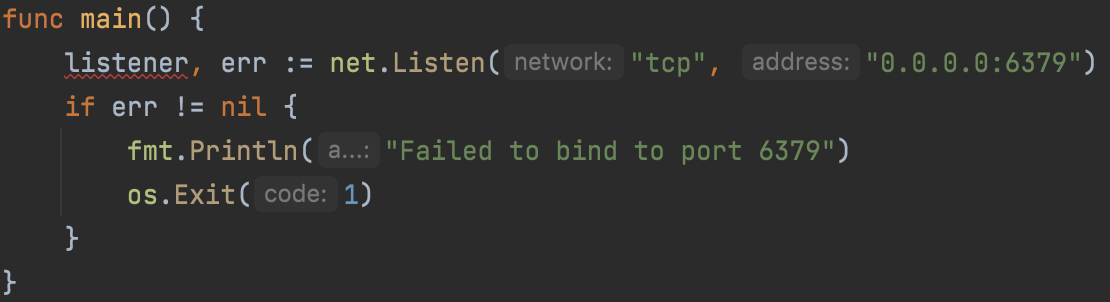 func main() {
    listener, err := net.Listen( network: "tcp", address: "0.0.0.0:6379")
    if err != nil {
        fmt.Println( a...: "Failed to bind to port 6379")
        os.Exit( code: 1)
    }
}